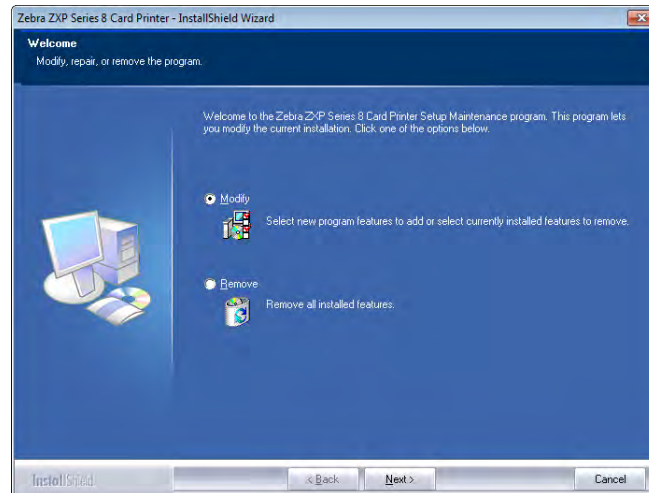 Zebra ZXP Series 8 Card Printer - InstallShield Wizard
Welcome
Modify, repair, or remove the program.
Welcome to the Zebra ZXP Series 8 Card Printer Setup Maintenance program. This program lets
you modify the current installation. Click one of the options below.
Modify
Select new program features to add or select currently installed features to remove.
Remove
Remove all installed features.
InstallShield
< Back
Next >
Cancel